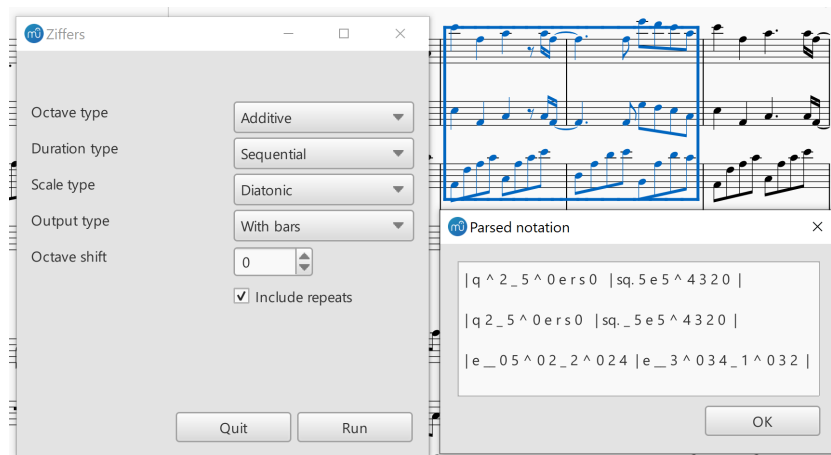 Ziffers
Octave type
Additive
Duration type
Sequential
Scale type
Diatonic
Output type
With bars
Octave shift
0
Include repeats
Quit
Run
Parsed notation
| q ^ 2 _ 5 ^ 0 e r s 0 | sq. 5 e 5 ^ 4 3 2 0 |
| q 2 _ 5 ^ 0 e r s 0 | sq. _ 5 e 5 ^ 4 3 2 0 |
| e _ _ 0 5 ^ 0 2 _ 2 ^ 0 2 4 | e _ _ 3 ^ 0 3 4 _ 1 ^ 0 3 2 |
OK